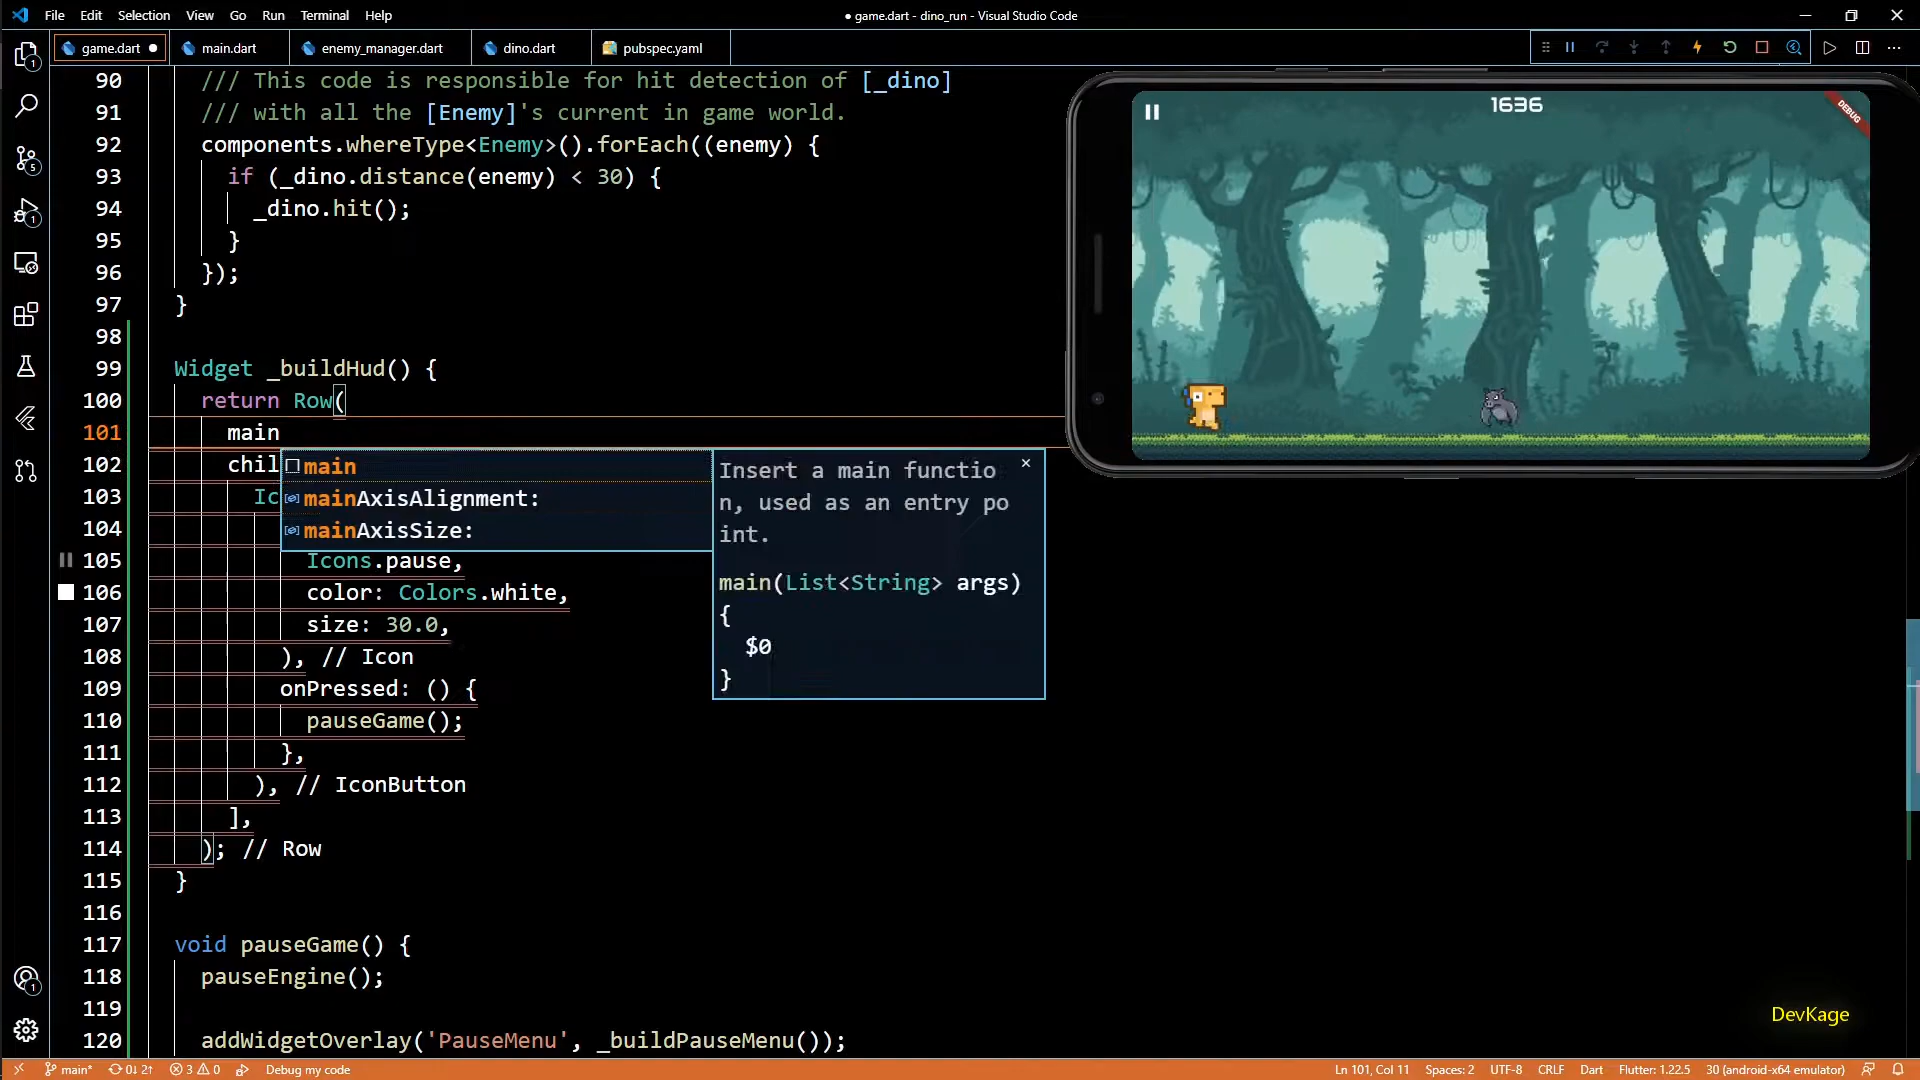 File Edit Selection View Go Run Terminal Help
● game.dart - dino_run - Visual Studio Code
game.dart ●
main.dart
enemy_manager.dart
dino.dart
pubspec.yaml
90 /// This code is responsible for hit detection of [_dino]
91 /// with all the [Enemy]'s current in game world.
92 components.whereType<Enemy>().forEach((enemy) {
93 if (_dino.distance(enemy) < 30) {
94 _dino.hit();
95 }
96 });
97 }
98
99 Widget _buildHud() {
100 return Row(
101 main
102 chil
103 Ic
104
105 Icons.pause,
106 color: Colors.white,
107 size: 30.0,
108 ), // Icon
109 onPressed: () {
110 pauseGame();
111 },
112 ), // IconButton
113 ],
114 ); // Row
115 }
116
117 void pauseGame() {
118 pauseEngine();
119
120 addWidgetOverlay('PauseMenu', _buildPauseMenu());
main
mainAxisAlignment:
mainAxisSize:
Insert a main functio
n, used as an entry po
int.
main(List<String> args)
{
$0
}
1636
DEBUG
1
5
1
1
DevKage
main* 0↓ 2↑ 3 0 Debug my code
Ln 101, Col 11 Spaces: 2 UTF-8 CRLF Dart Flutter: 1.22.5 30 (android-x64 emulator)